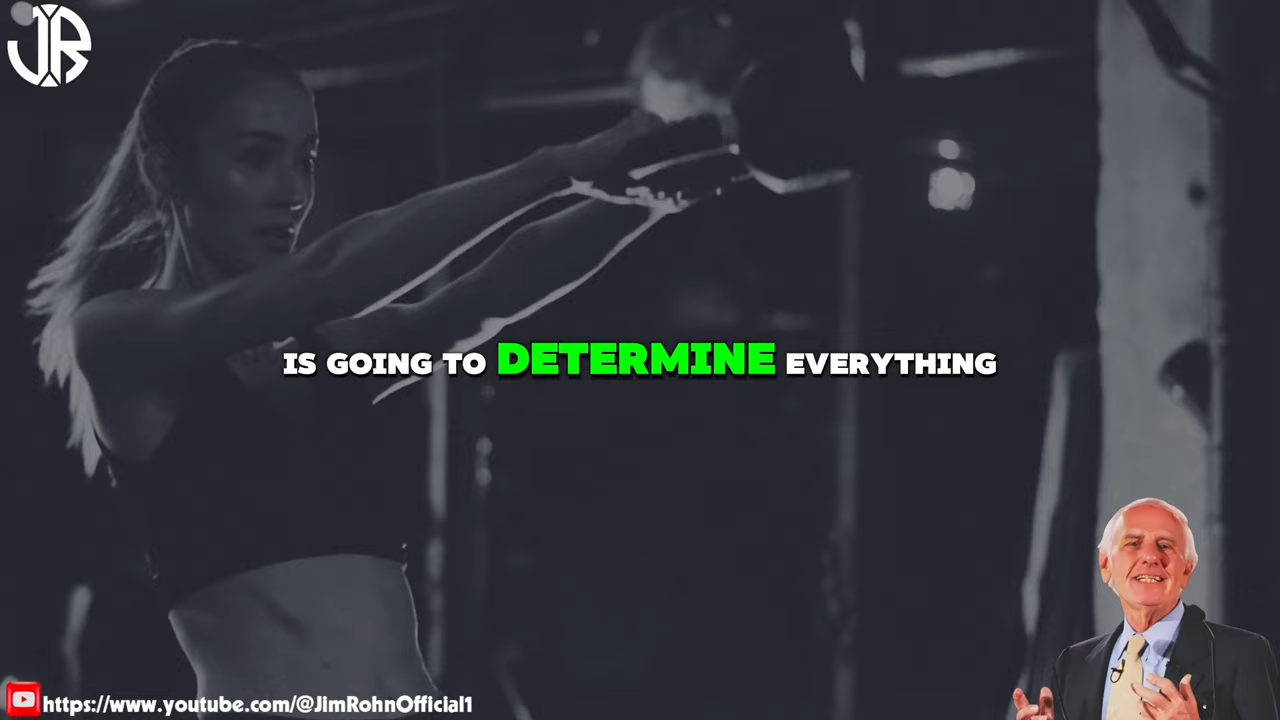 JR
IS GOING TO DETERMINE EVERYTHING
https://www.youtube.com/@JimRohnOfficial1